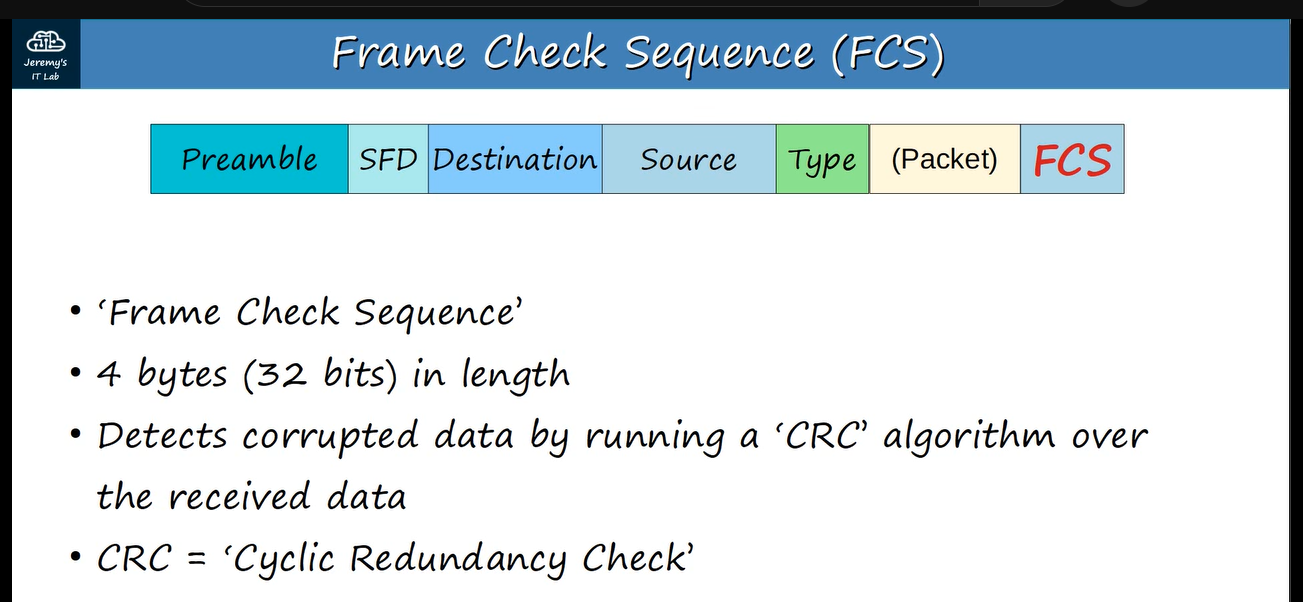 Jeremy's
IT Lab
Frame Check Sequence (FCS)
Preamble SFD Destination Source Type (Packet) FCS
• ‘Frame Check Sequence’
• 4 bytes (32 bits) in length
• Detects corrupted data by running a ‘CRC’ algorithm over
the received data
• CRC = ‘Cyclic Redundancy Check’